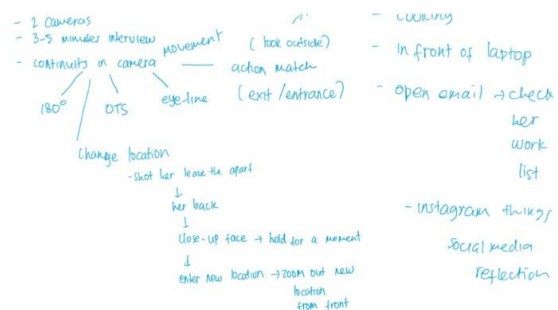 - 2 cameras
- 3-5 minutes interview
- continuits in camera movement
180°
OTS
eye-line
(look outside)
action match
(exit / entrance)
change location
- shot her leave the apart
↓
her back
↓
close-up face → hold for a moment
↓
enter new location → zoom out new
location
from front
- cooking
- in front of laptop
- open email → check
her
work
list
- instagram things,
social media
reflection